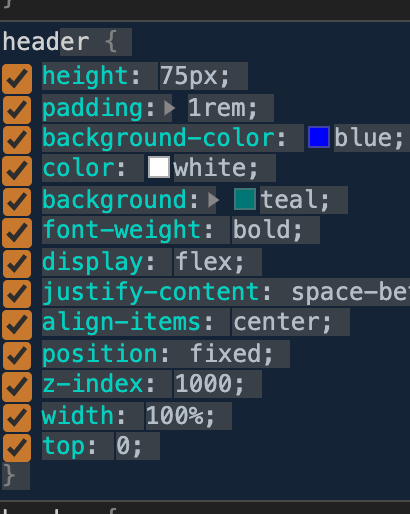 }
header {
height: 75px;
padding: 1rem;
background-color: blue;
color: white;
background: teal;
font-weight: bold;
display: flex;
justify-content: space-be
align-items: center;
position: fixed;
z-index: 1000;
width: 100%;
top: 0;
}